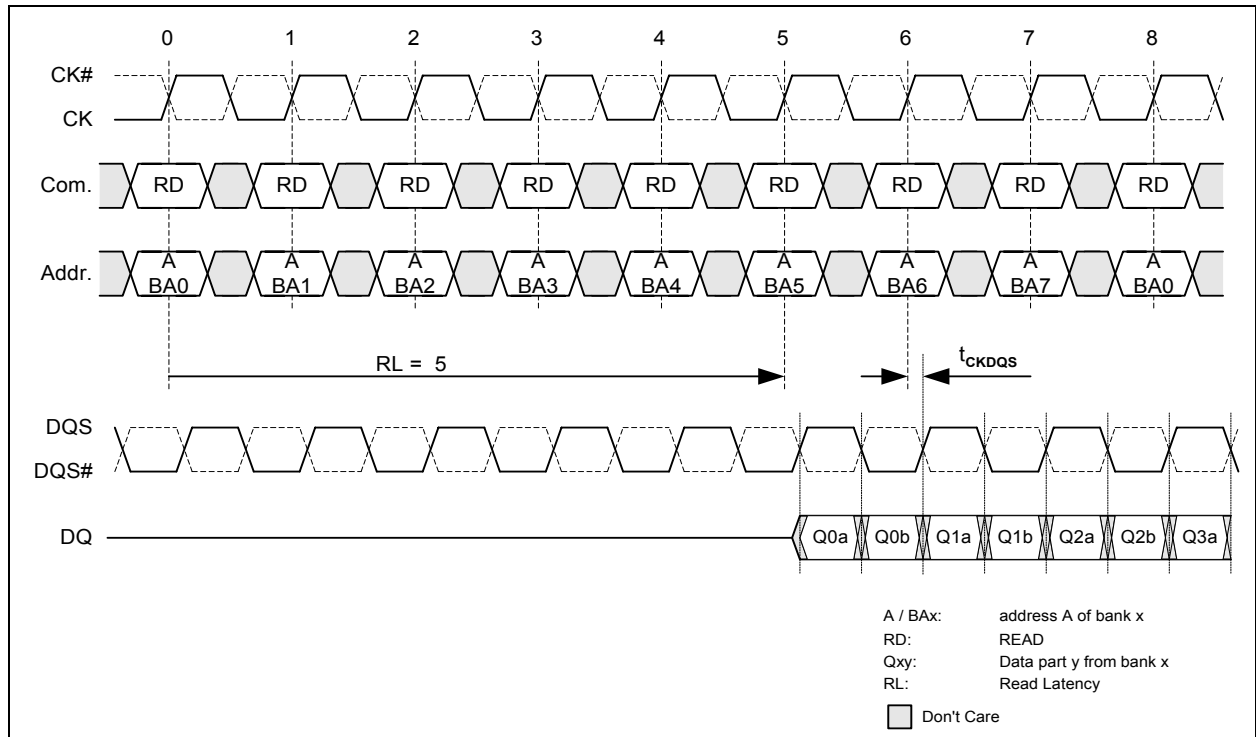 0 1 2 3 4 5 6 7 8
CK#
CK
Com. RD RD RD RD RD RD RD RD RD
Addr. A A A A A A A A A
BA0 BA1 BA2 BA3 BA4 BA5 BA6 BA7 BA0
RL = 5 tCKDQS
DQS
DQS#
DQ Q0a Q0b Q1a Q1b Q2a Q2b Q3a
A / BAx: address A of bank x
RD: READ
Qxy: Data part y from bank x
RL: Read Latency
Don't Care